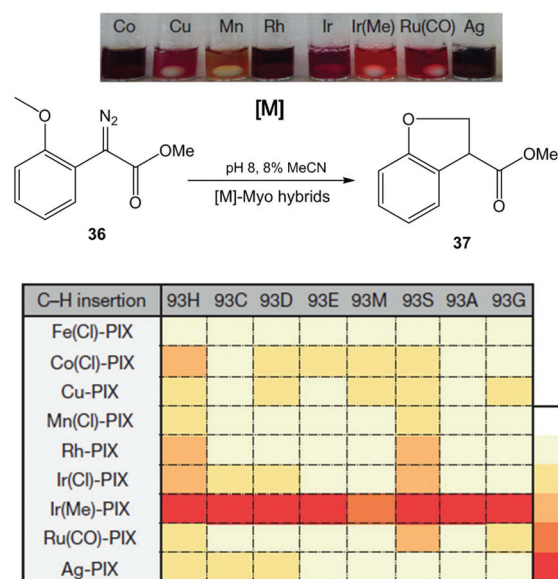 Co Cu Mn Rh Ir Ir(Me) Ru(CO) Ag
[M]
O
N2
OMe
O
36
pH 8, 8% MeCN
[M]-Myo hybrids
O
OMe
O
37
C–H insertion 93H 93C 93D 93E 93M 93S 93A 93G
Fe(Cl)-PIX
Co(Cl)-PIX
Cu-PIX
Mn(Cl)-PIX
Rh-PIX
Ir(Cl)-PIX
Ir(Me)-PIX
Ru(CO)-PIX
Ag-PIX